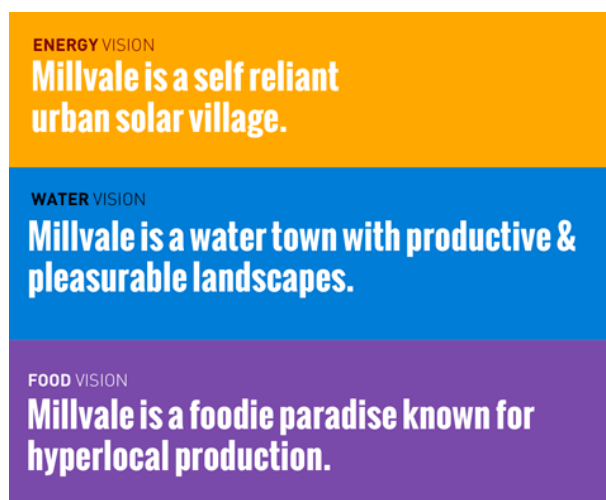 ENERGY VISION
Millvale is a self reliant
urban solar village.
WATER VISION
Millvale is a water town with productive &
pleasurable landscapes.
FOOD VISION
Millvale is a foodie paradise known for
hyperlocal production.